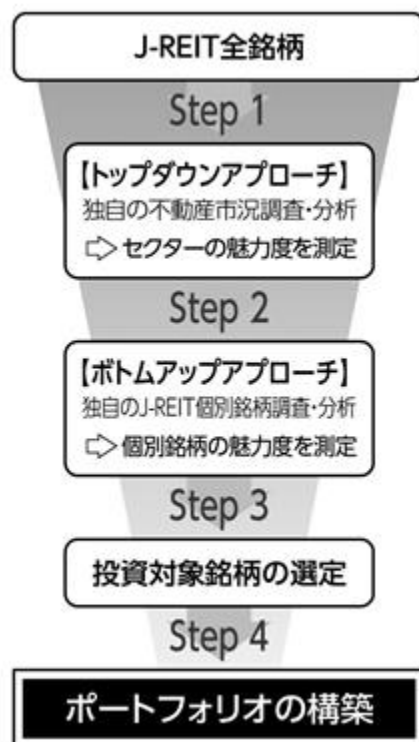 J-REIT全銘柄
Step 1
【トップダウンアプローチ】
独自の不動産市況調査・分析
⇨セクターの魅力度を測定
Step 2
【ボトムアップアプローチ】
独自のJ-REIT個別銘柄調査・分析
⇨個別銘柄の魅力度を測定
Step 3
投資対象銘柄の選定
Step 4
ポートフォリオの構築